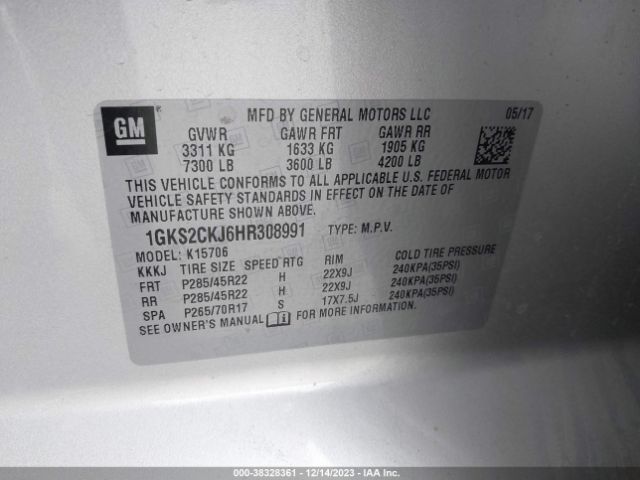 GM ® MFD BY GENERAL MOTORS LLC 05/17
GVWR GAWR FRT GAWR RR
3311 KG 1633 KG 1905 KG
7300 LB 3600 LB 4200 LB
THIS VEHICLE CONFORMS TO ALL APPLICABLE U.S. FEDERAL MOTOR
VEHICLE SAFETY STANDARDS IN EFFECT ON THE DATE OF
MANUFACTURE SHOWN ABOVE.
1GKS2CKJ6HR308991 TYPE: M.P.V.
MODEL: K15706
KKKJ TIRE SIZE SPEED RTG RIM COLD TIRE PRESSURE
FRT P285/45R22 H 22X9J 240KPA(35PSI)
RR P285/45R22 H 22X9J 240KPA(35PSI)
SPA P265/70R17 S 17X7.5J 240KPA(35PSI)
SEE OWNER'S MANUAL FOR MORE INFORMATION.
000-38328361 | 12/14/2023 | IAA Inc.